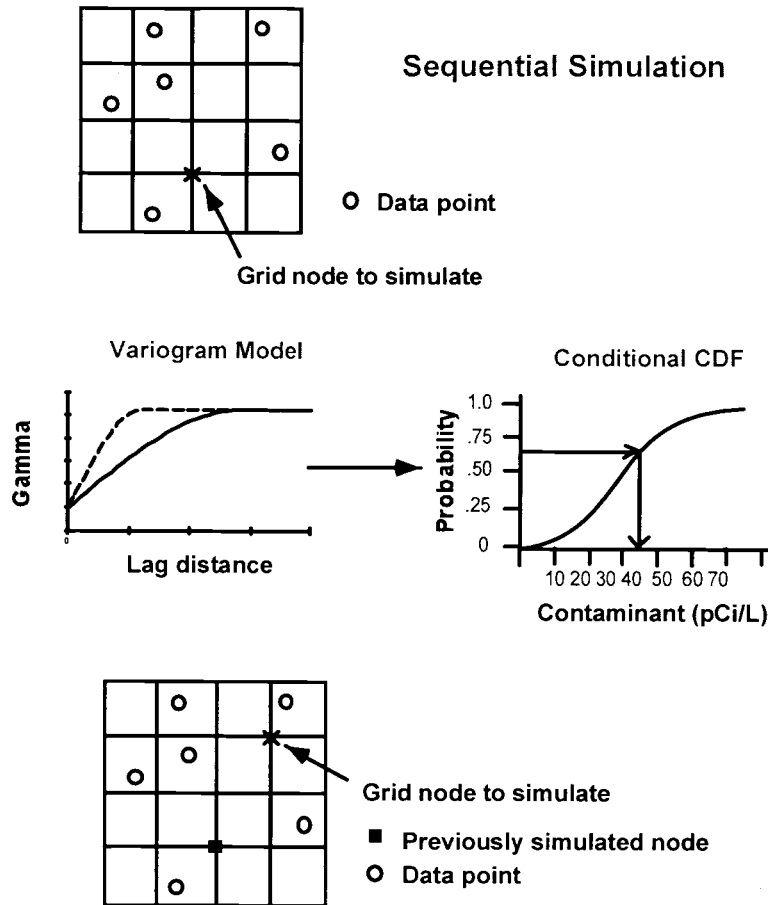 Sequential Simulation
Data point
Grid node to simulate
Variogram Model
Gamma
0
Lag distance
Conditional CDF
Probability
1.0
.75
.50
.25
0
10 20 30 40 50 60 70
Contaminant (pCi/L)
Grid node to simulate
Previously simulated node
Data point